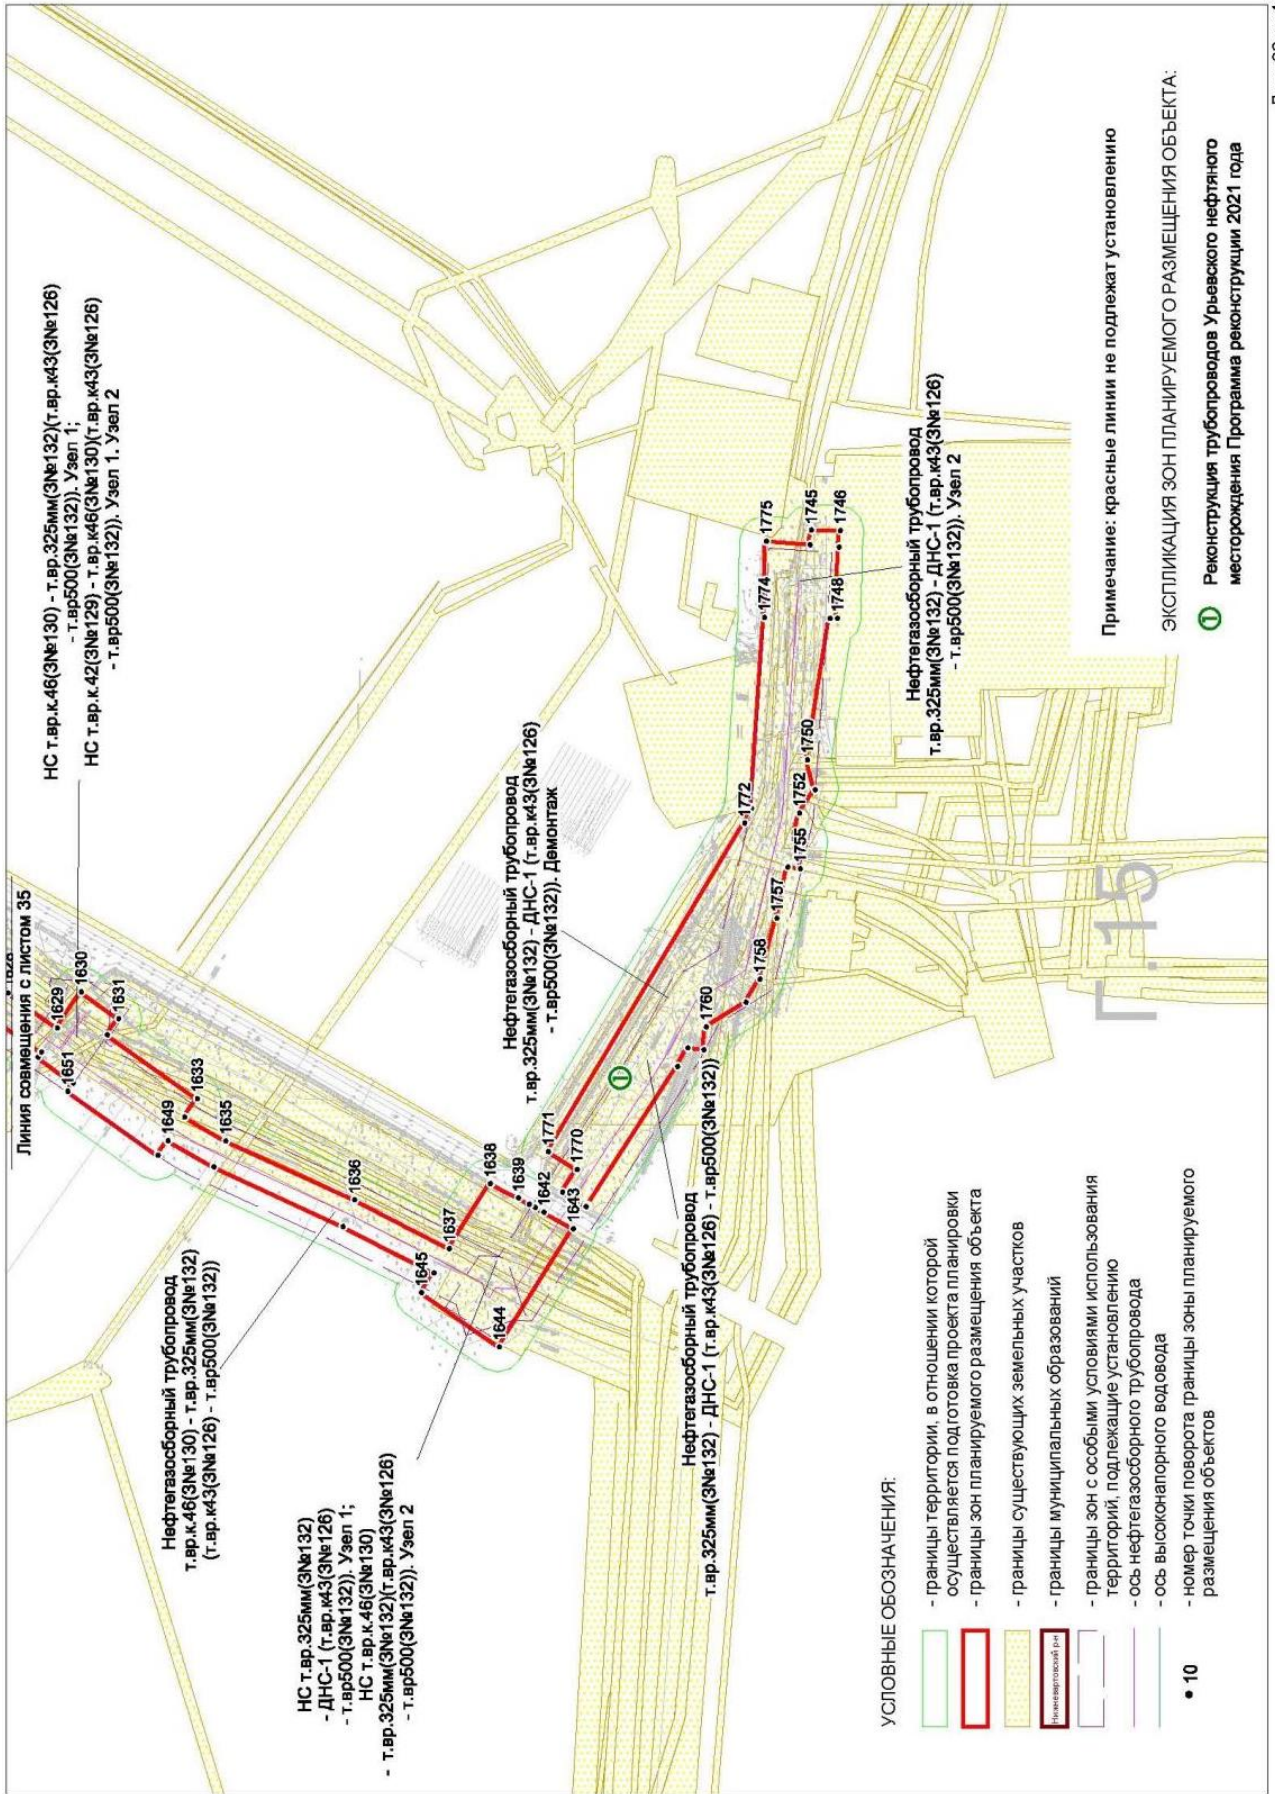 Линия совмещения с листом 35
НС т.вр.к.46(ЗNº130) - т.вр.325мм(ЗNº132)(т.вр.к43(ЗNº126)
- т.вр500(ЗNº132)). Узел 1;
НС т.вр.к.42(ЗNº129) - т.вр.к46(ЗNº130)(т.вр.к43(ЗNº126)
- т.вр500(ЗNº132)), Узел 1. Узел 2
1629
1630
1631
1651
1649
1633
1635
1636
1637
1638
1639
1642
1643
1645
1644
1771
1770
1772
1774
1775
1745
1746
1748
1750
1752
1755
1757
1758
1760
Нефтегазосборный трубопровод
т.вр.к.46(ЗNº130) - т.вр.325мм(ЗNº132)
(т.вр.к43(ЗNº126) - т.вр500(ЗNº132))
НС т.вр.325мм(ЗNº132)
- ДНС-1 (т.вр.к43(ЗNº126)
- т.вр500(ЗNº132)). Узел 1;
НС т.вр.к.46(ЗNº130)
- т.вр.325мм(ЗNº132)(т.вр.к43(ЗNº126)
- т.вр500(ЗNº132)). Узел 2
Нефтегазосборный трубопровод
т.вр.325мм(ЗNº132) - ДНС-1 (т.вр.к43(ЗNº126)
- т.вр500(ЗNº132)). Демонтаж
1
Нефтегазосборный трубопровод
т.вр.325мм(ЗNº132) - ДНС-1 (т.вр.к43(ЗNº126) - т.вр500(ЗNº132))
Нефтегазосборный трубопровод
т.вр.325мм(ЗNº132) - ДНС-1 (т.вр.к43(ЗNº126)
- т.вр500(ЗNº132)). Узел 2
Г.15
УСЛОВНЫЕ ОБОЗНАЧЕНИЯ:
- границы территории, в отношении которой
осуществляется подготовка проекта планировки
- границы зон планируемого размещения объекта
- границы существующих земельных участков
Нижневартовский р-н
- границы муниципальных образований
- границы зон с особыми условиями использования
территорий, подлежащие установлению
- ось нефтегазосборного трубопровода
- ось высоконапорного водовода
10
- номер точки поворота границы зоны планируемого
размещения объектов
Примечание: красные линии не подлежат установлению
ЭКСПЛИКАЦИЯ ЗОН ПЛАНИРУЕМОГО РАЗМЕЩЕНИЯ ОБЪЕКТА:
1 Реконструкция трубопроводов Урьевского нефтяного
месторождения Программа реконструкции 2021 года